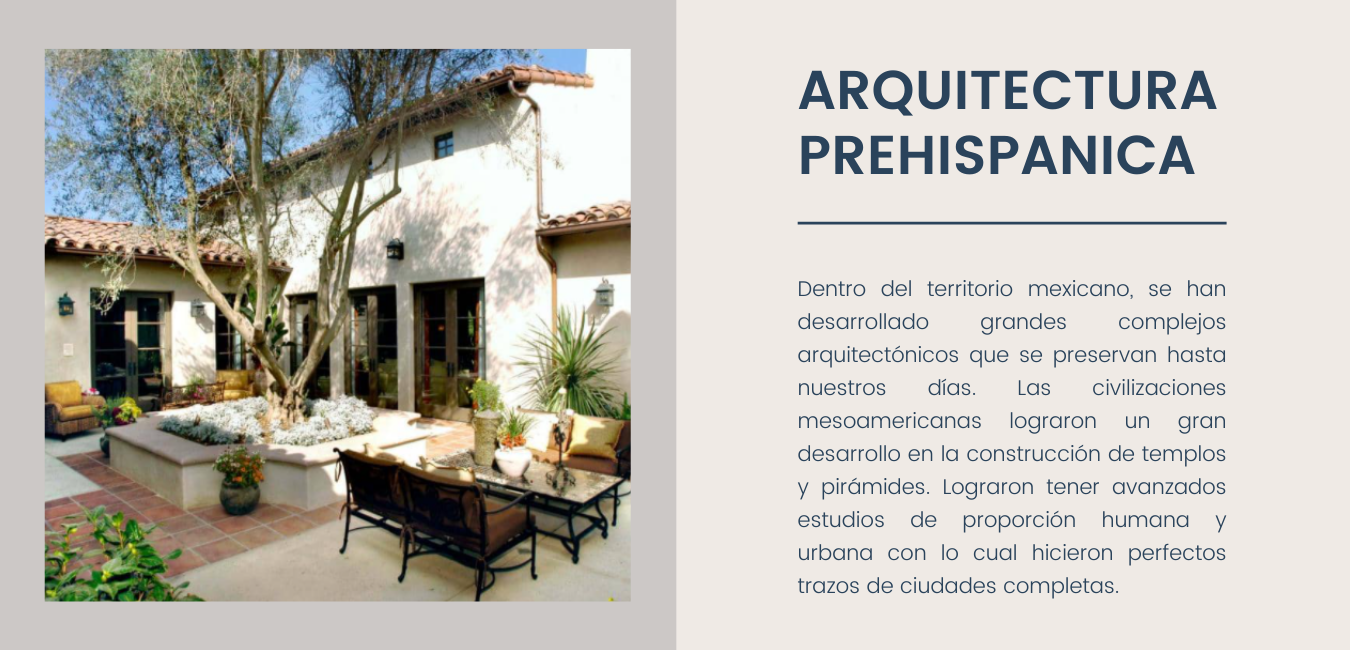 ARQUITECTURA
PREHISPANICA
Dentro del territorio mexicano, se han
desarrollado grandes complejos
arquitectónicos que se preservan hasta
nuestros días. Las civilizaciones
mesoamericanas lograron un gran
desarrollo en la construcción de templos
y pirámides. Lograron tener avanzados
estudios de proporción humana y
urbana con lo cual hicieron perfectos
trazos de ciudades completas.